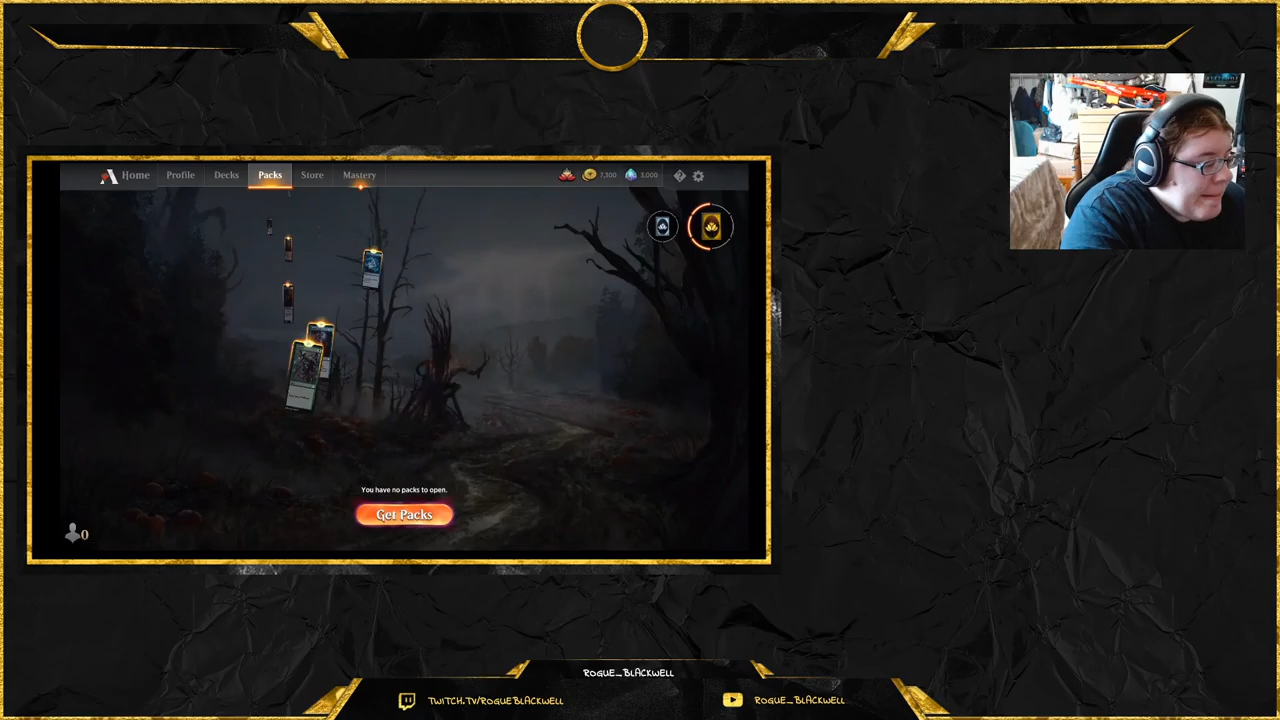 Home Profile Decks Packs Store Mastery 7,300 3,000
You have no packs to open.
Get Packs
0
ROGUE_BLACKWELL
TWITCH.TV/ROGUEBLACKWELL ROGUE_BLACKWELL